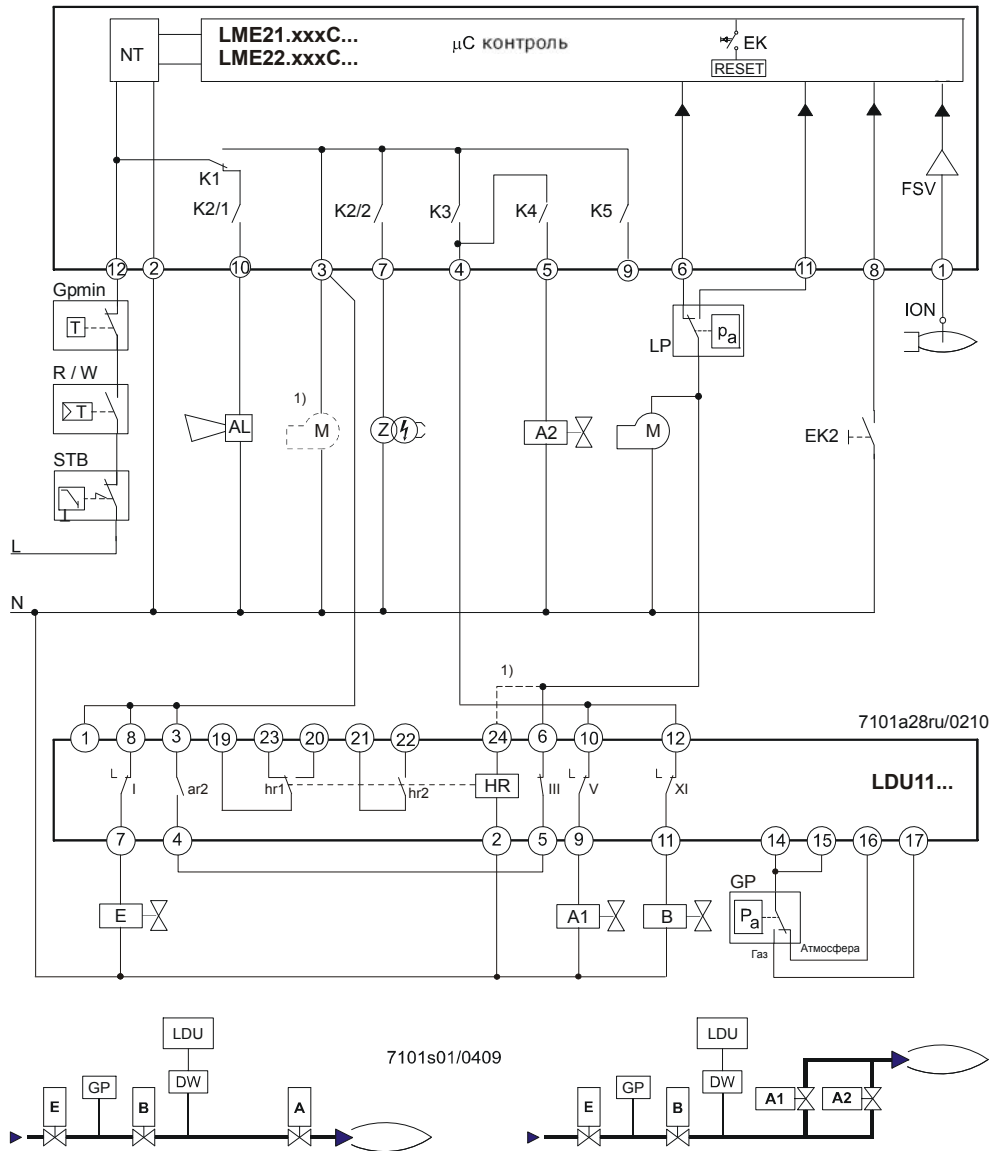 LME21.xxxC...
LME22.xxxC...
µC контроль
NT
EK
RESET
FSV
K1
K2/1
K2/2
K3
K4
K5
12 2 10 3 7 4 5 9 6 11 8 1
Gpmin
T
R / W
T
STB
L
N
AL
1)
M
Z
A2
LP
pa
M
EK2
ION
1)
7101a28ru/0210
1 8 3 19 23 20 21 22 24 6 10 12
L I
ar2
hr1
hr2
HR
III
L V
L XI
LDU11...
7 4 2 5 9 11 14 15 16 17
E
A1
B
GP
Pa
Газ
Атмосфера
7101s01/0409
LDU
DW
GP
E
B
A
LDU
DW
GP
E
B
A1
A2